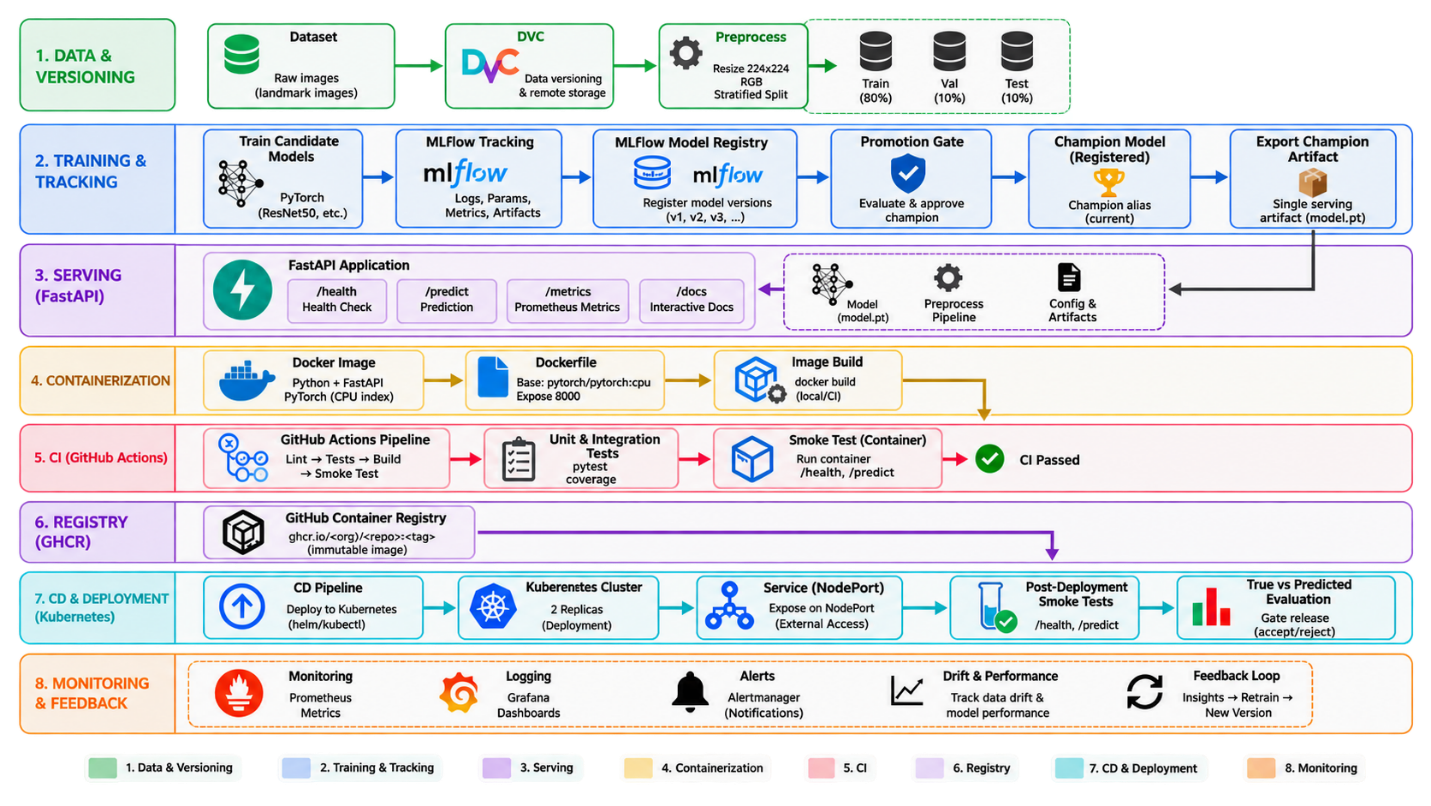 1. DATA &
VERSIONING
Dataset
Raw images
(landmark images)
DVC
DVC
Data versioning
& remote storage
Preprocess
Resize 224x224
RGB
Stratified Split
Train
(80%)
Val
(10%)
Test
(10%)
2. TRAINING &
TRACKING
Train Candidate
Models
PyTorch
(ResNet50, etc.)
MLFlow Tracking
mlflow
Logs, Params,
Metrics, Artifacts
MLFlow Model Registry
mlflow
Register model versions
(v1, v2, v3, ...)
Promotion Gate
Evaluate & approve
champion
Champion Model
(Registered)
Champion alias
(current)
Export Champion
Artifact
Single serving
artifact (model.pt)
3. SERVING
(FastAPI)
FastAPI Application
/health
Health Check
/predict
Prediction
/metrics
Prometheus Metrics
/docs
Interactive Docs
Model
(model.pt)
Preprocess
Pipeline
Config &
Artifacts
4. CONTAINERIZATION
Docker Image
Python + FastAPI
PyTorch (CPU index)
Dockerfile
Base: pytorch/pytorch:cpu
Expose 8000
Image Build
docker build
(local/CI)
5. CI (GitHub Actions)
GitHub Actions Pipeline
Lint → Tests → Build
→ Smoke Test
Unit & Integration
Tests
pytest
coverage
Smoke Test (Container)
Run container
/health, /predict
CI Passed
6. REGISTRY
(GHCR)
GitHub Container Registry
ghcr.io/<org>/<repo>:<tag>
(immutable image)
7. CD & DEPLOYMENT
(Kubernetes)
CD Pipeline
Deploy to Kubernetes
(helm/kubectl)
Kuberenetes Cluster
2 Replicas
(Deployment)
Service (NodePort)
Expose on NodePort
(External Access)
Post-Deployment
Smoke Tests
/health, /predict
True vs Predicted
Evaluation
Gate release
(accept/reject)
8. MONITORING
& FEEDBACK
Monitoring
Prometheus
Metrics
Logging
Grafana
Dashboards
Alerts
Alertmanager
(Notifications)
Drift & Performance
Track data drift &
model performance
Feedback Loop
Insights → Retrain →
New Version
1. Data & Versioning
2. Training & Tracking
3. Serving
4. Containerization
5. CI
6. Registry
7. CD & Deployment
8. Monitoring